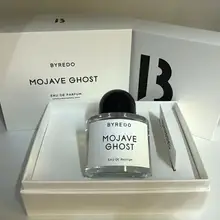 BYREDO
MOJAVE GHOST
EAU DE PARFUM
B
BYREDO
MOJAVE
GHOST
EAU DE PARFUM